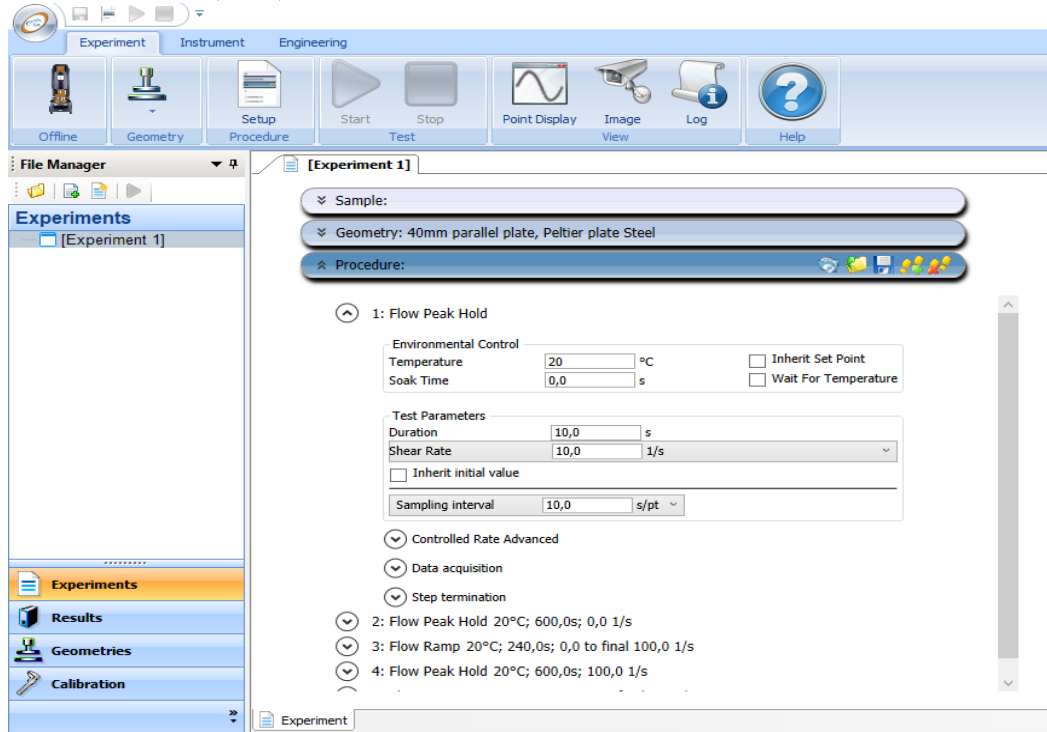 Experiment Instrument Engineering
Setup Start Stop Point Display Image Log
Offline Geometry Procedure Test View Help
File Manager
[Experiment 1]
Experiments
[Experiment 1]
Sample:
Geometry: 40mm parallel plate, Peltier plate Steel
Procedure:
1: Flow Peak Hold
Environmental Control
Temperature 20 °C Inherit Set Point
Soak Time 0,0 s Wait For Temperature
Test Parameters
Duration 10,0 s
Shear Rate 10,0 1/s
Inherit initial value
Sampling interval 10,0 s/pt
Controlled Rate Advanced
Data acquisition
Step termination
2: Flow Peak Hold 20°C; 600,0s; 0,0 1/s
3: Flow Ramp 20°C; 240,0s; 0,0 to final 100,0 1/s
4: Flow Peak Hold 20°C; 600,0s; 100,0 1/s
Experiments
Results
Geometries
Calibration
Experiment